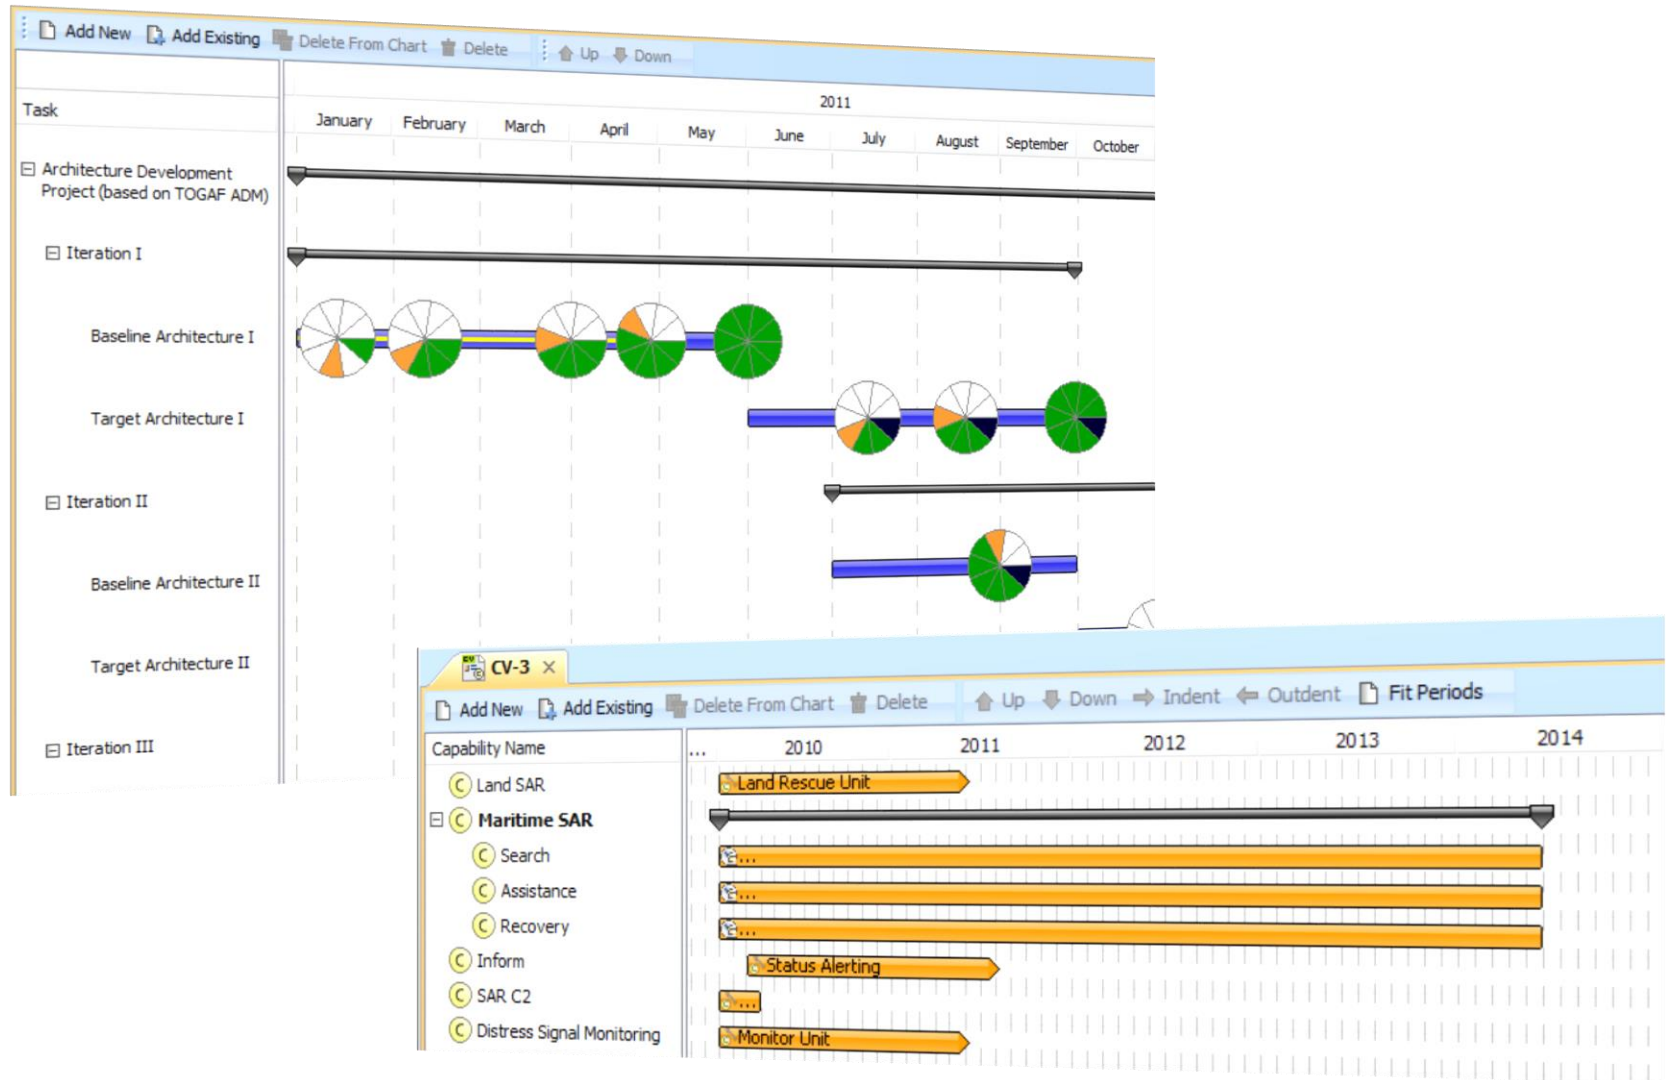 Add New Add Existing Delete From Chart Delete Up Down
2011
Task
January February March April May June July August September October
Architecture Development
Project (based on TOGAF ADM)
Iteration I
Baseline Architecture I
Target Architecture I
Iteration II
Baseline Architecture II
Target Architecture II
Iteration III
CV-3
Add New Add Existing Delete From Chart Delete Up Down Indent Outdent Fit Periods
Capability Name ... 2010 2011 2012 2013 2014
C Land SAR Land Rescue Unit
C Maritime SAR
C Search ...
C Assistance ...
C Recovery ...
C Inform Status Alerting
C SAR C2 ...
C Distress Signal Monitoring Monitor Unit